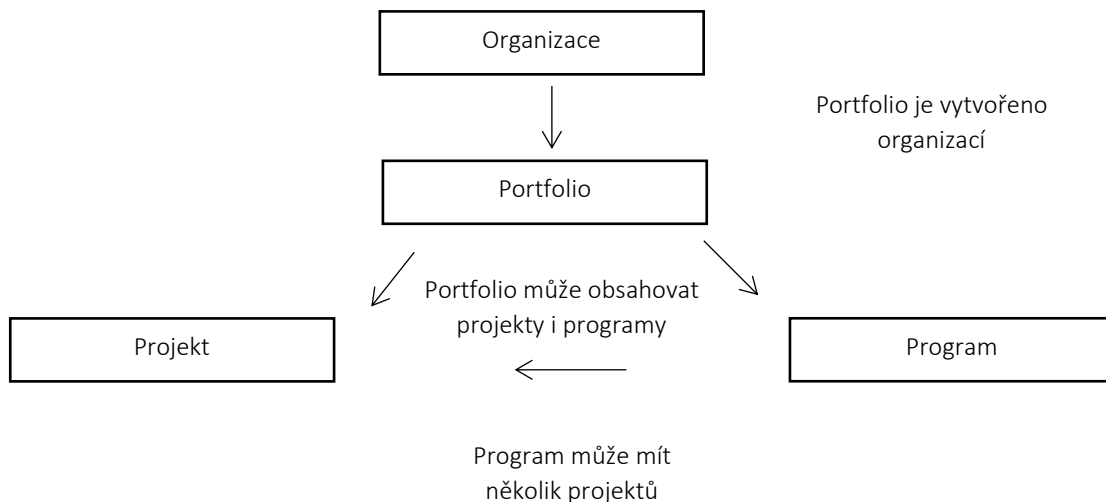 Organizace
Portfolio je vytvořeno
organizací
Portfolio
Portfolio může obsahovat
projekty i programy
Projekt
Program
Program může mít
několik projektů